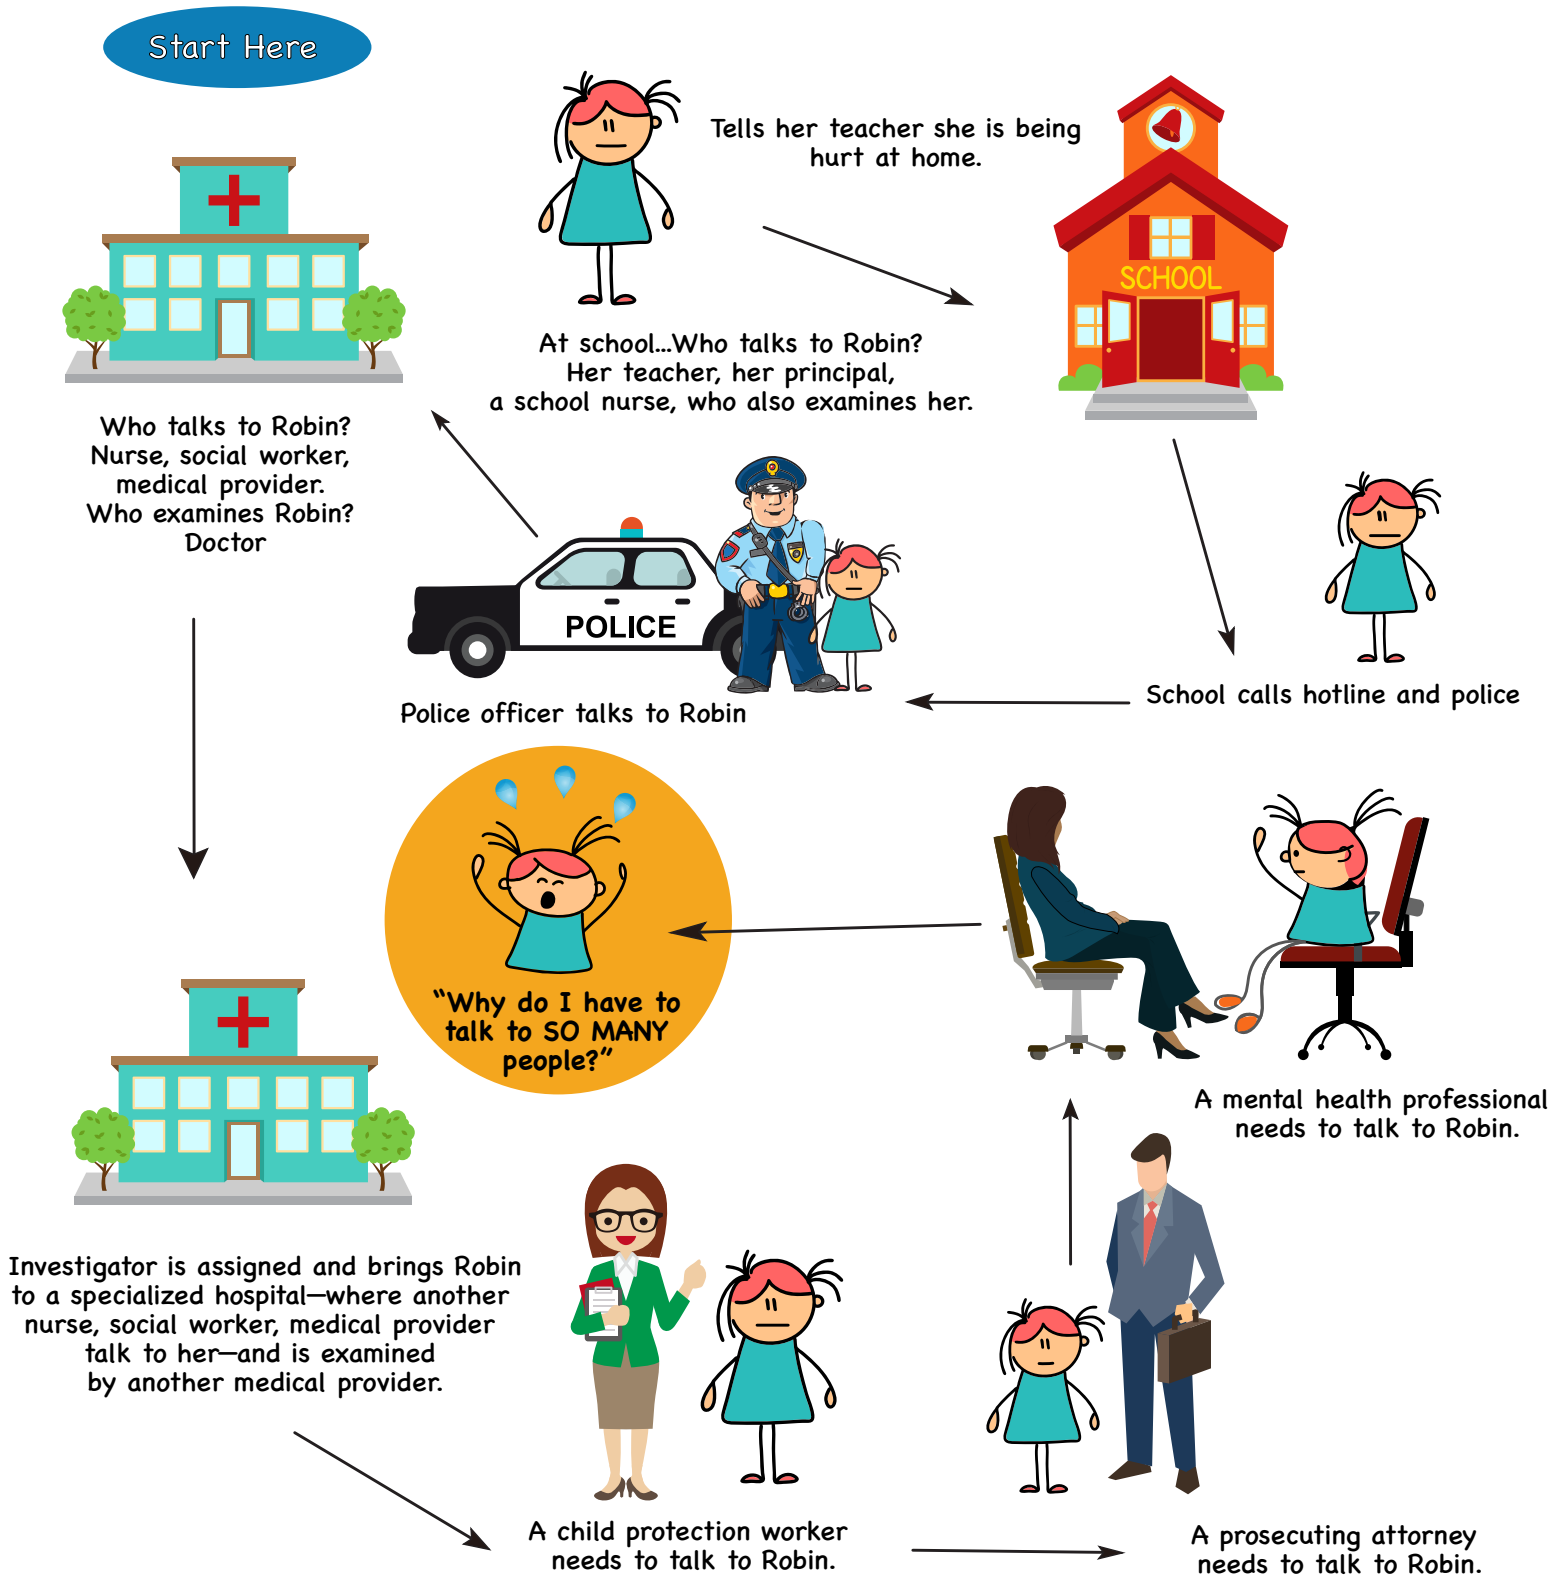 Start Here
Tells her teacher she is being
hurt at home.
SCHOOL
At school...Who talks to Robin?
Her teacher, her principal,
a school nurse, who also examines her.
School calls hotline and police
POLICE
Police officer talks to Robin
Who talks to Robin?
Nurse, social worker,
medical provider.
Who examines Robin?
Doctor
Investigator is assigned and brings Robin
to a specialized hospital—where another
nurse, social worker, medical provider
talk to her—and is examined
by another medical provider.
A child protection worker
needs to talk to Robin.
A prosecuting attorney
needs to talk to Robin.
A mental health professional
needs to talk to Robin.
“Why do I have to
talk to SO MANY
people?”